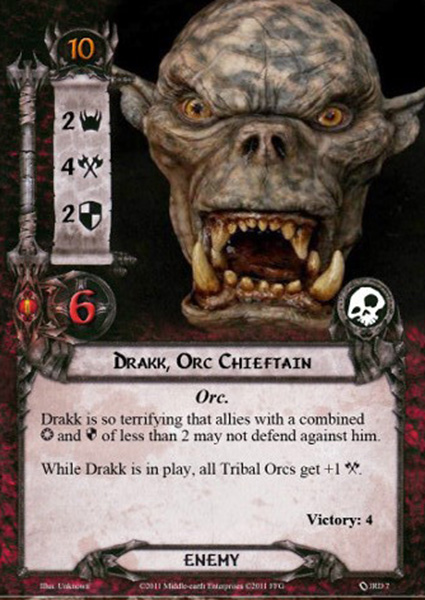 10
2
4
2
6
DRAKK, ORC CHIEFTAIN
Orc.
Drakk is so terrifying that allies with a combined
and of less than 2 may not defend against him.
While Drakk is in play, all Tribal Orcs get +1 .
Victory: 4
ENEMY
Illus. Unknown ©2011 Middle-earth Enterprises ©2011 FFG JRD 7